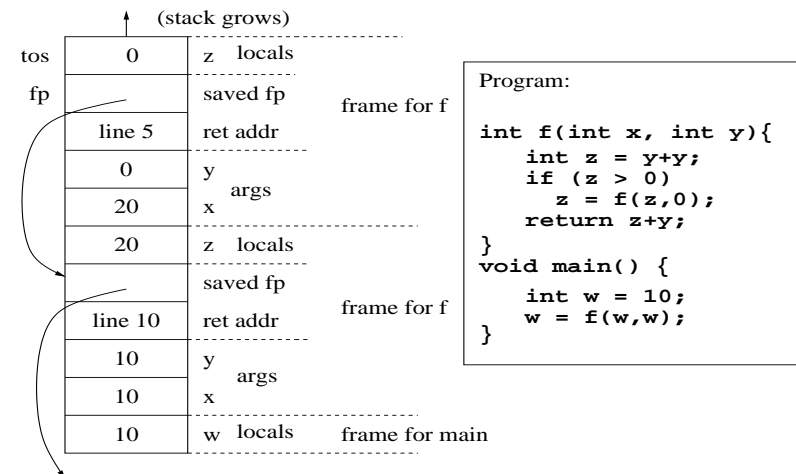 (stack grows)
tos 0 z locals
fp saved fp
frame for f
line 5 ret addr
0 y
args
20 x
20 z locals
saved fp
frame for f
line 10 ret addr
10 y
args
10 x
10 w locals frame for main
Program:
int f(int x, int y){
int z = y+y;
if (z > 0)
z = f(z,0);
return z+y;
}
void main() {
int w = 10;
w = f(w,w);
}